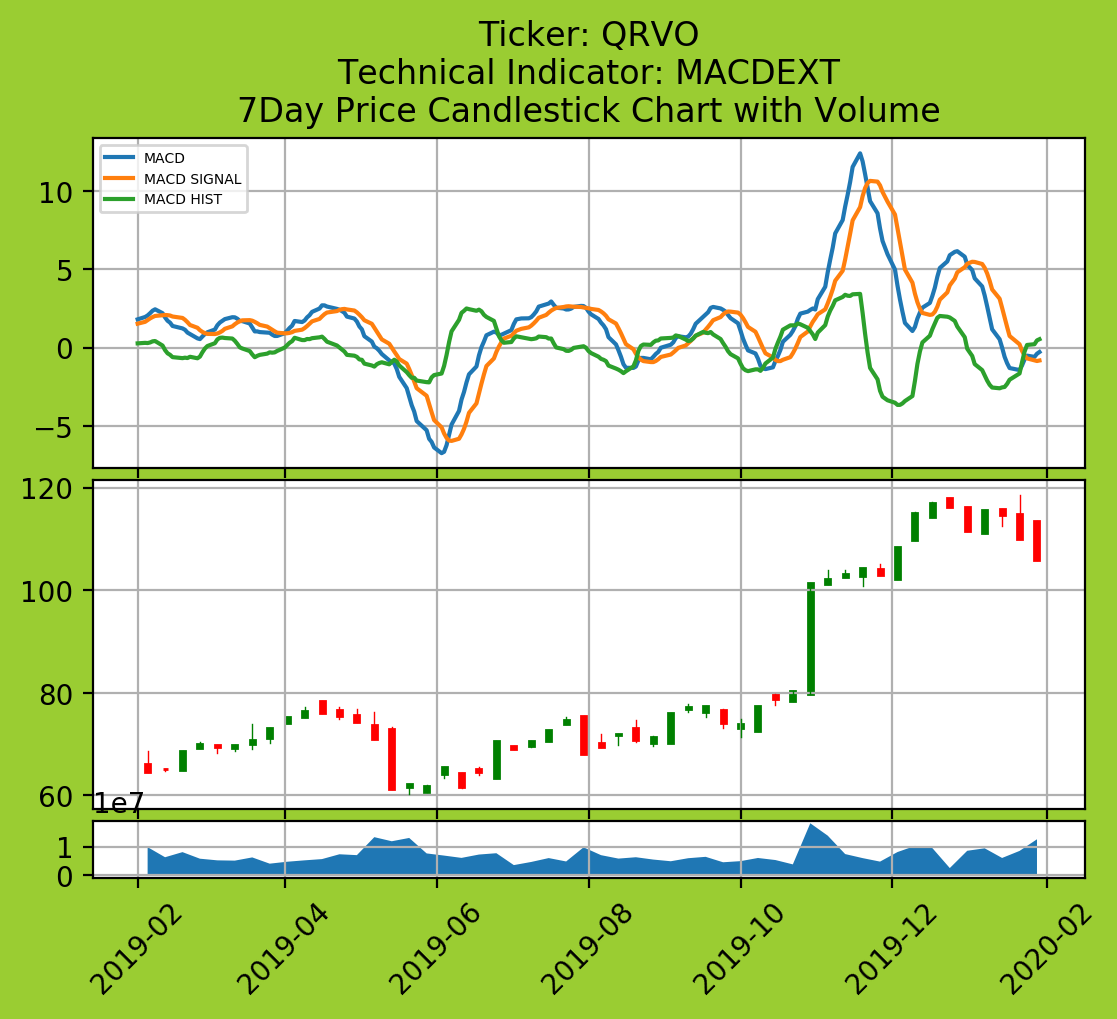 Ticker: QRVO
Technical Indicator: MACDEXT
7Day Price Candlestick Chart with Volume
MACD
MACD SIGNAL
MACD HIST
10
5
0
−5
120
100
80
60
1e7
1
0
2019-02
2019-04
2019-06
2019-08
2019-10
2019-12
2020-02